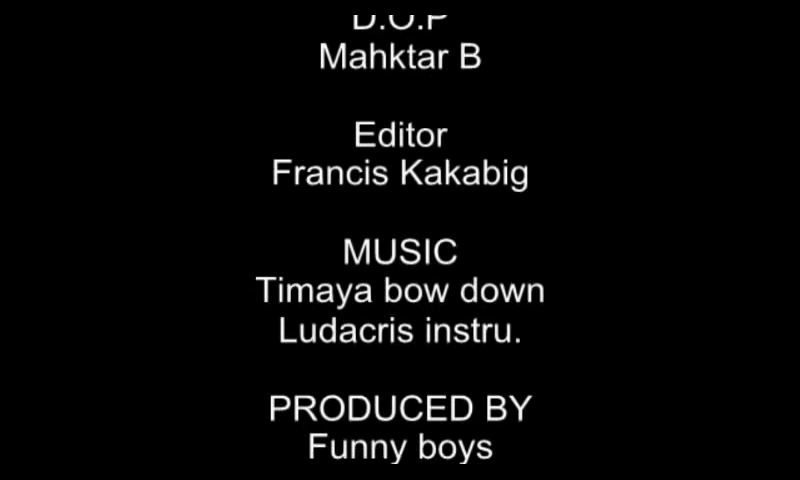 D.O.P
Mahktar B
Editor
Francis Kakabig
MUSIC
Timaya bow down
Ludacris instru.
PRODUCED BY
Funny boys